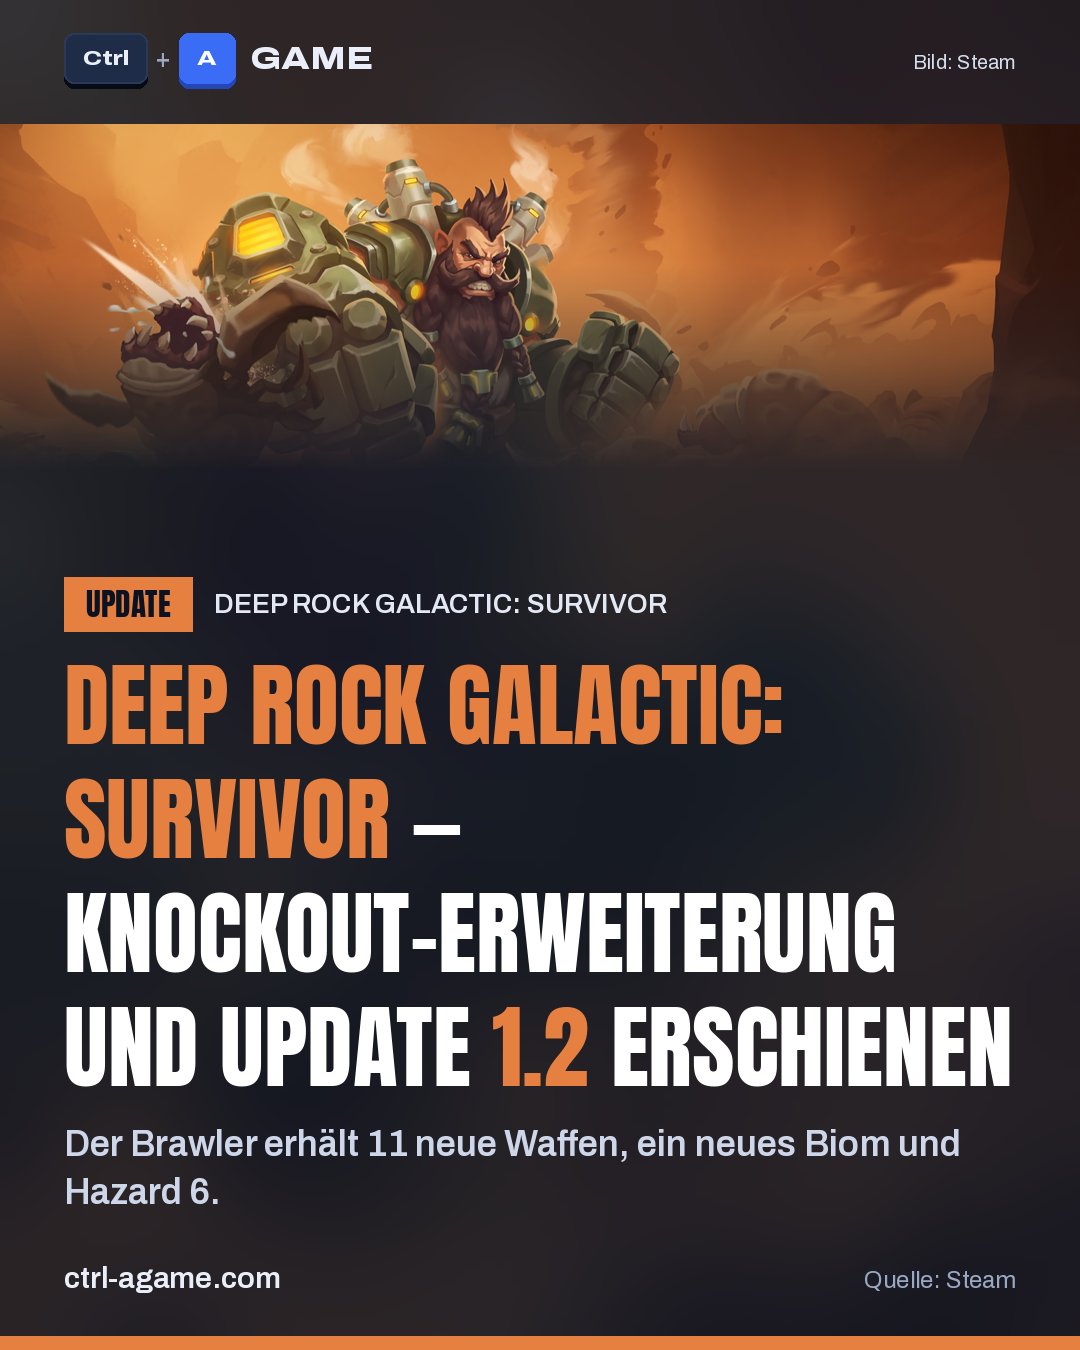 Ctrl + A GAME
Bild: Steam
UPDATE DEEP ROCK GALACTIC: SURVIVOR
DEEP ROCK GALACTIC:
SURVIVOR –
KNOCKOUT-ERWEITERUNG
UND UPDATE 1.2 ERSCHIENEN
Der Brawler erhält 11 neue Waffen, ein neues Biom und
Hazard 6.
ctrl-agame.com
Quelle: Steam